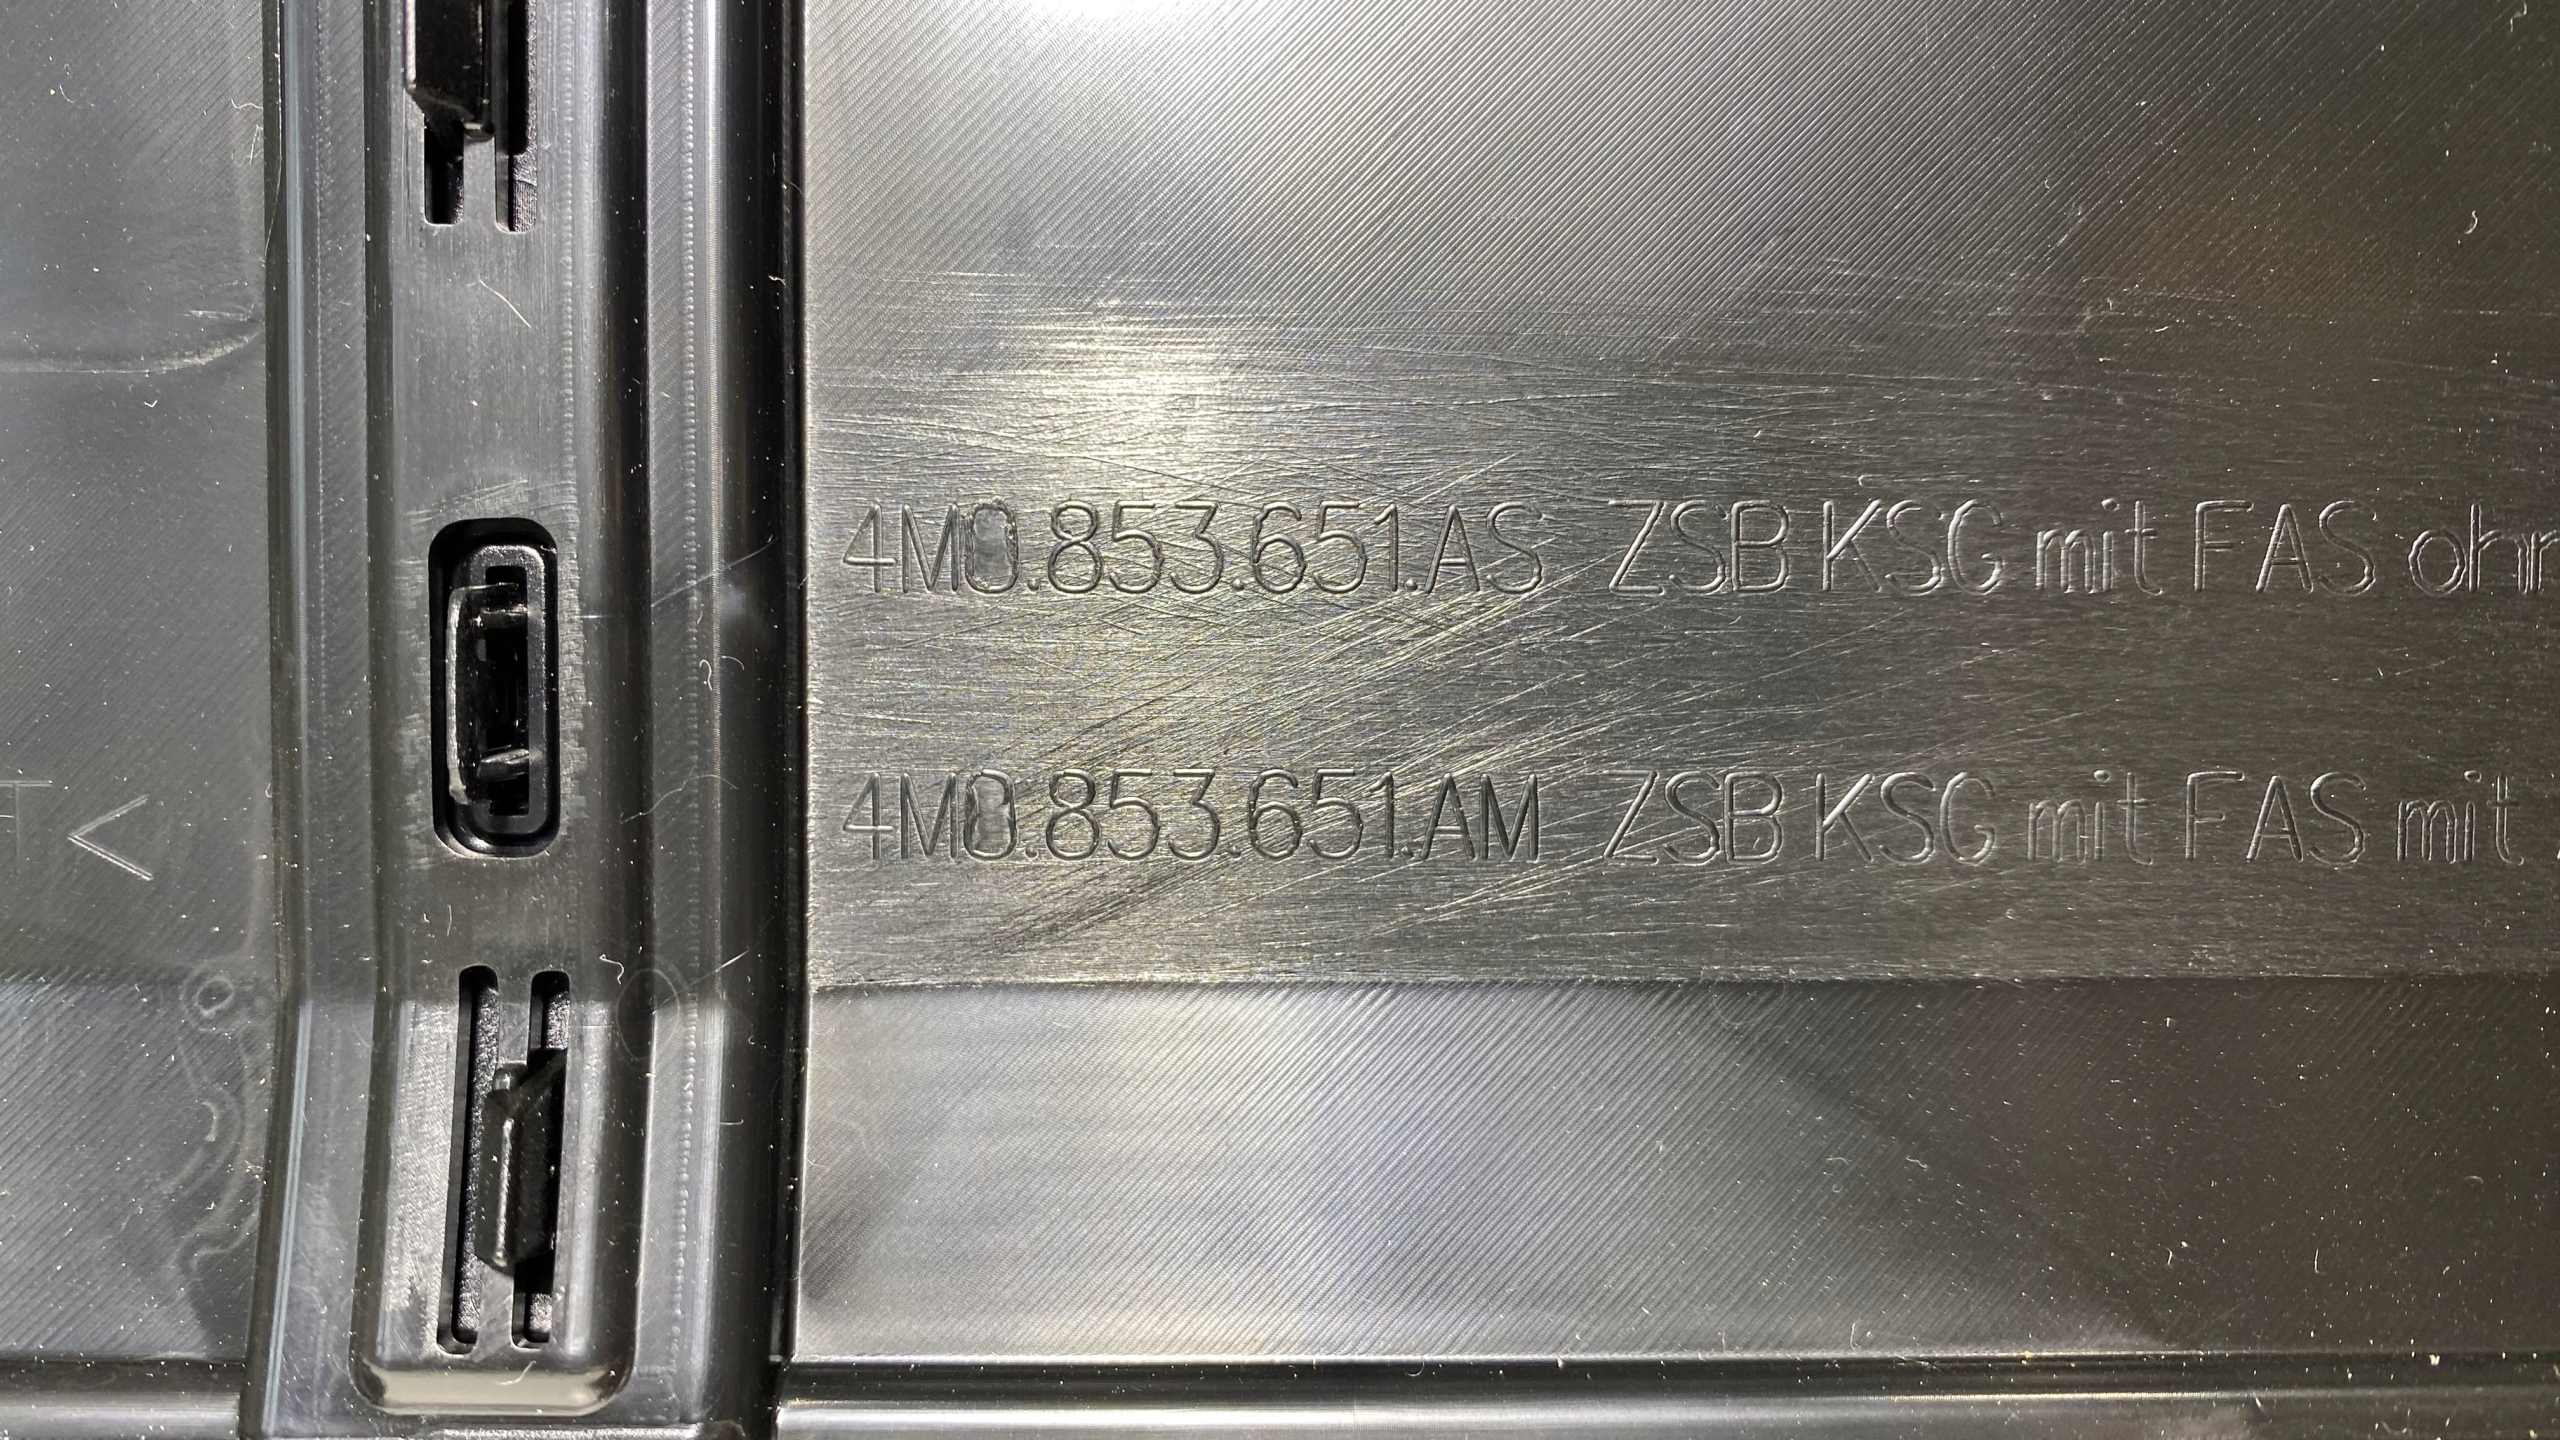 4M0.853.651.AS ZSB KSG mit FAS
4M0.853.651.AM ZSB KSG mit FAS mit
T<